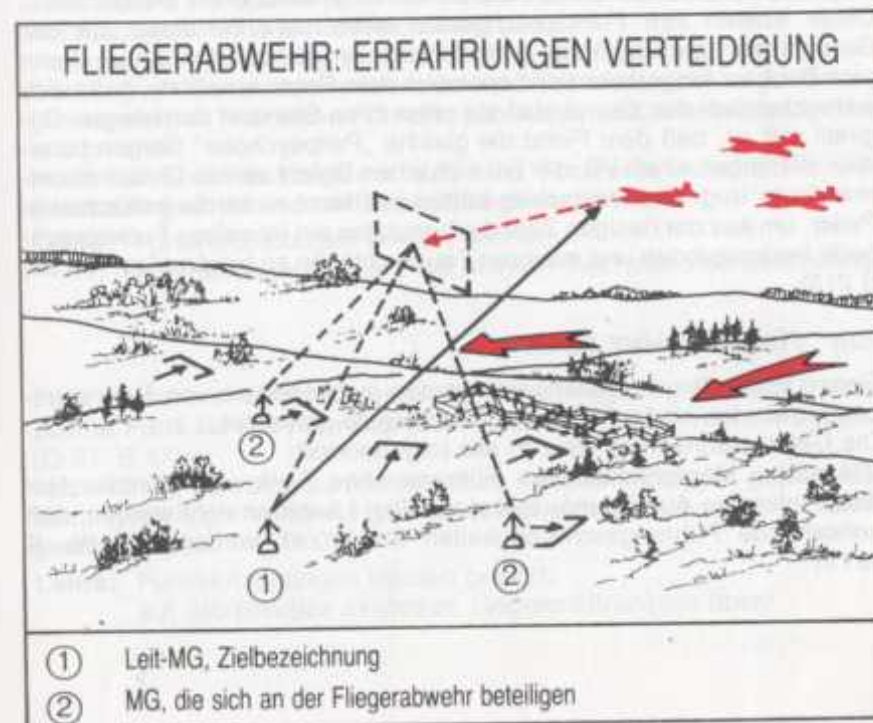 FLIEGERABWEHR: ERFAHRUNGEN VERTEIDIGUNG
②
①
②
① Leit-MG, Zielbezeichnung
② MG, die sich an der Fliegerabwehr beteiligen